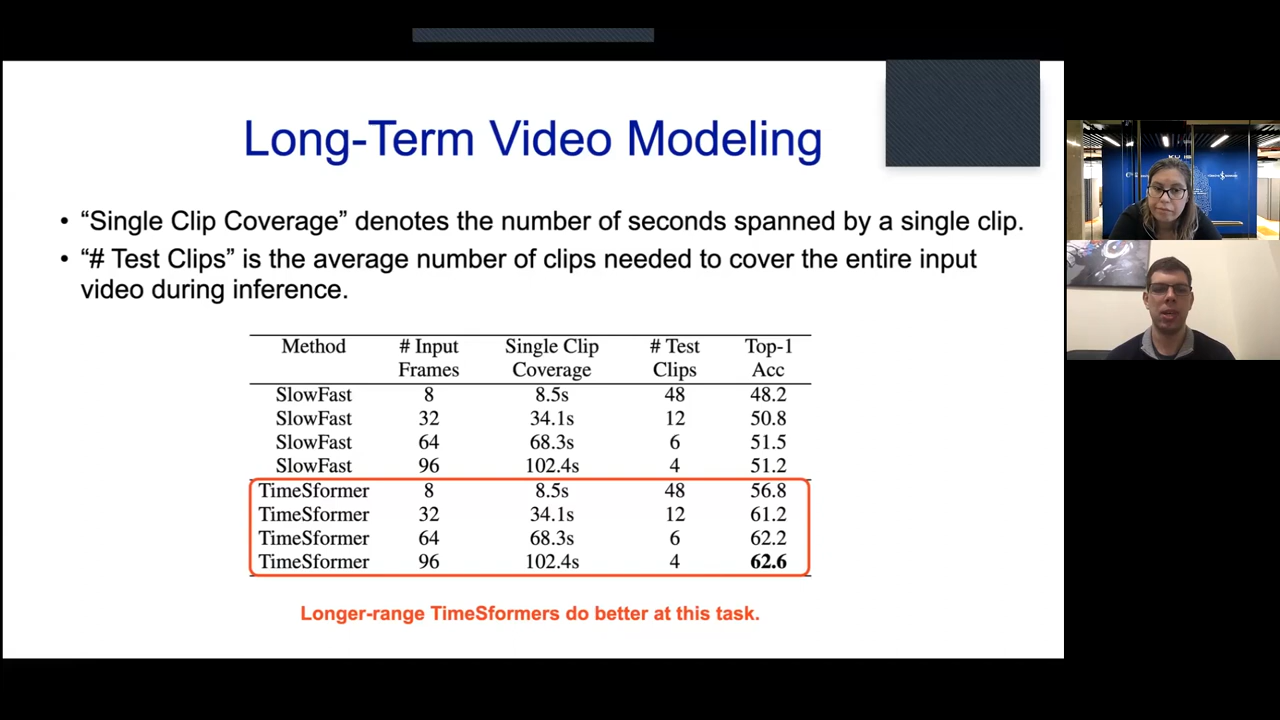 Long-Term Video Modeling
• “Single Clip Coverage” denotes the number of seconds spanned by a single clip.
• “# Test Clips” is the average number of clips needed to cover the entire input
video during inference.
Method # Input Frames Single Clip Coverage # Test Clips Top-1 Acc
SlowFast 8 8.5s 48 48.2
SlowFast 32 34.1s 12 50.8
SlowFast 64 68.3s 6 51.5
SlowFast 96 102.4s 4 51.2
TimeSformer 8 8.5s 48 56.8
TimeSformer 32 34.1s 12 61.2
TimeSformer 64 68.3s 6 62.2
TimeSformer 96 102.4s 4 62.6
Longer-range TimeSformers do better at this task.